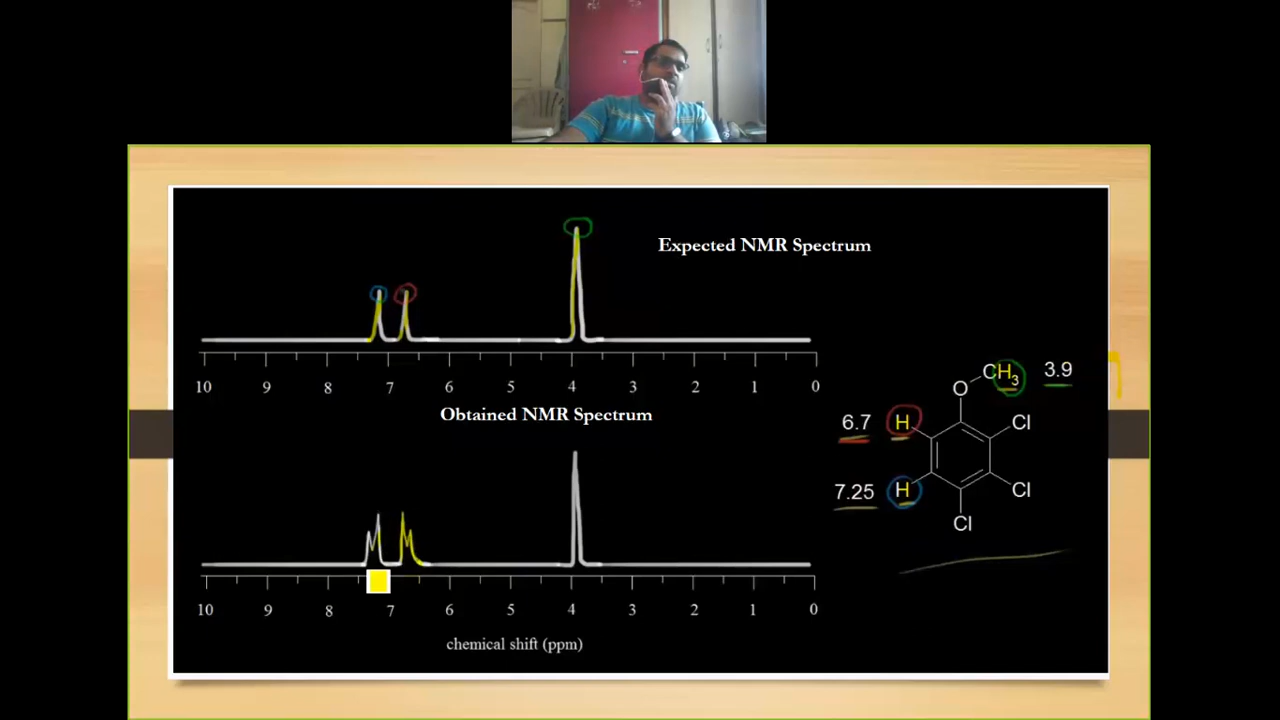 Expected NMR Spectrum
10 9 8 7 6 5 4 3 2 1 0
Obtained NMR Spectrum
CH3 3.9
O
6.7 H Cl
7.25 H Cl
Cl
10 9 8 7 6 5 4 3 2 1 0
chemical shift (ppm)